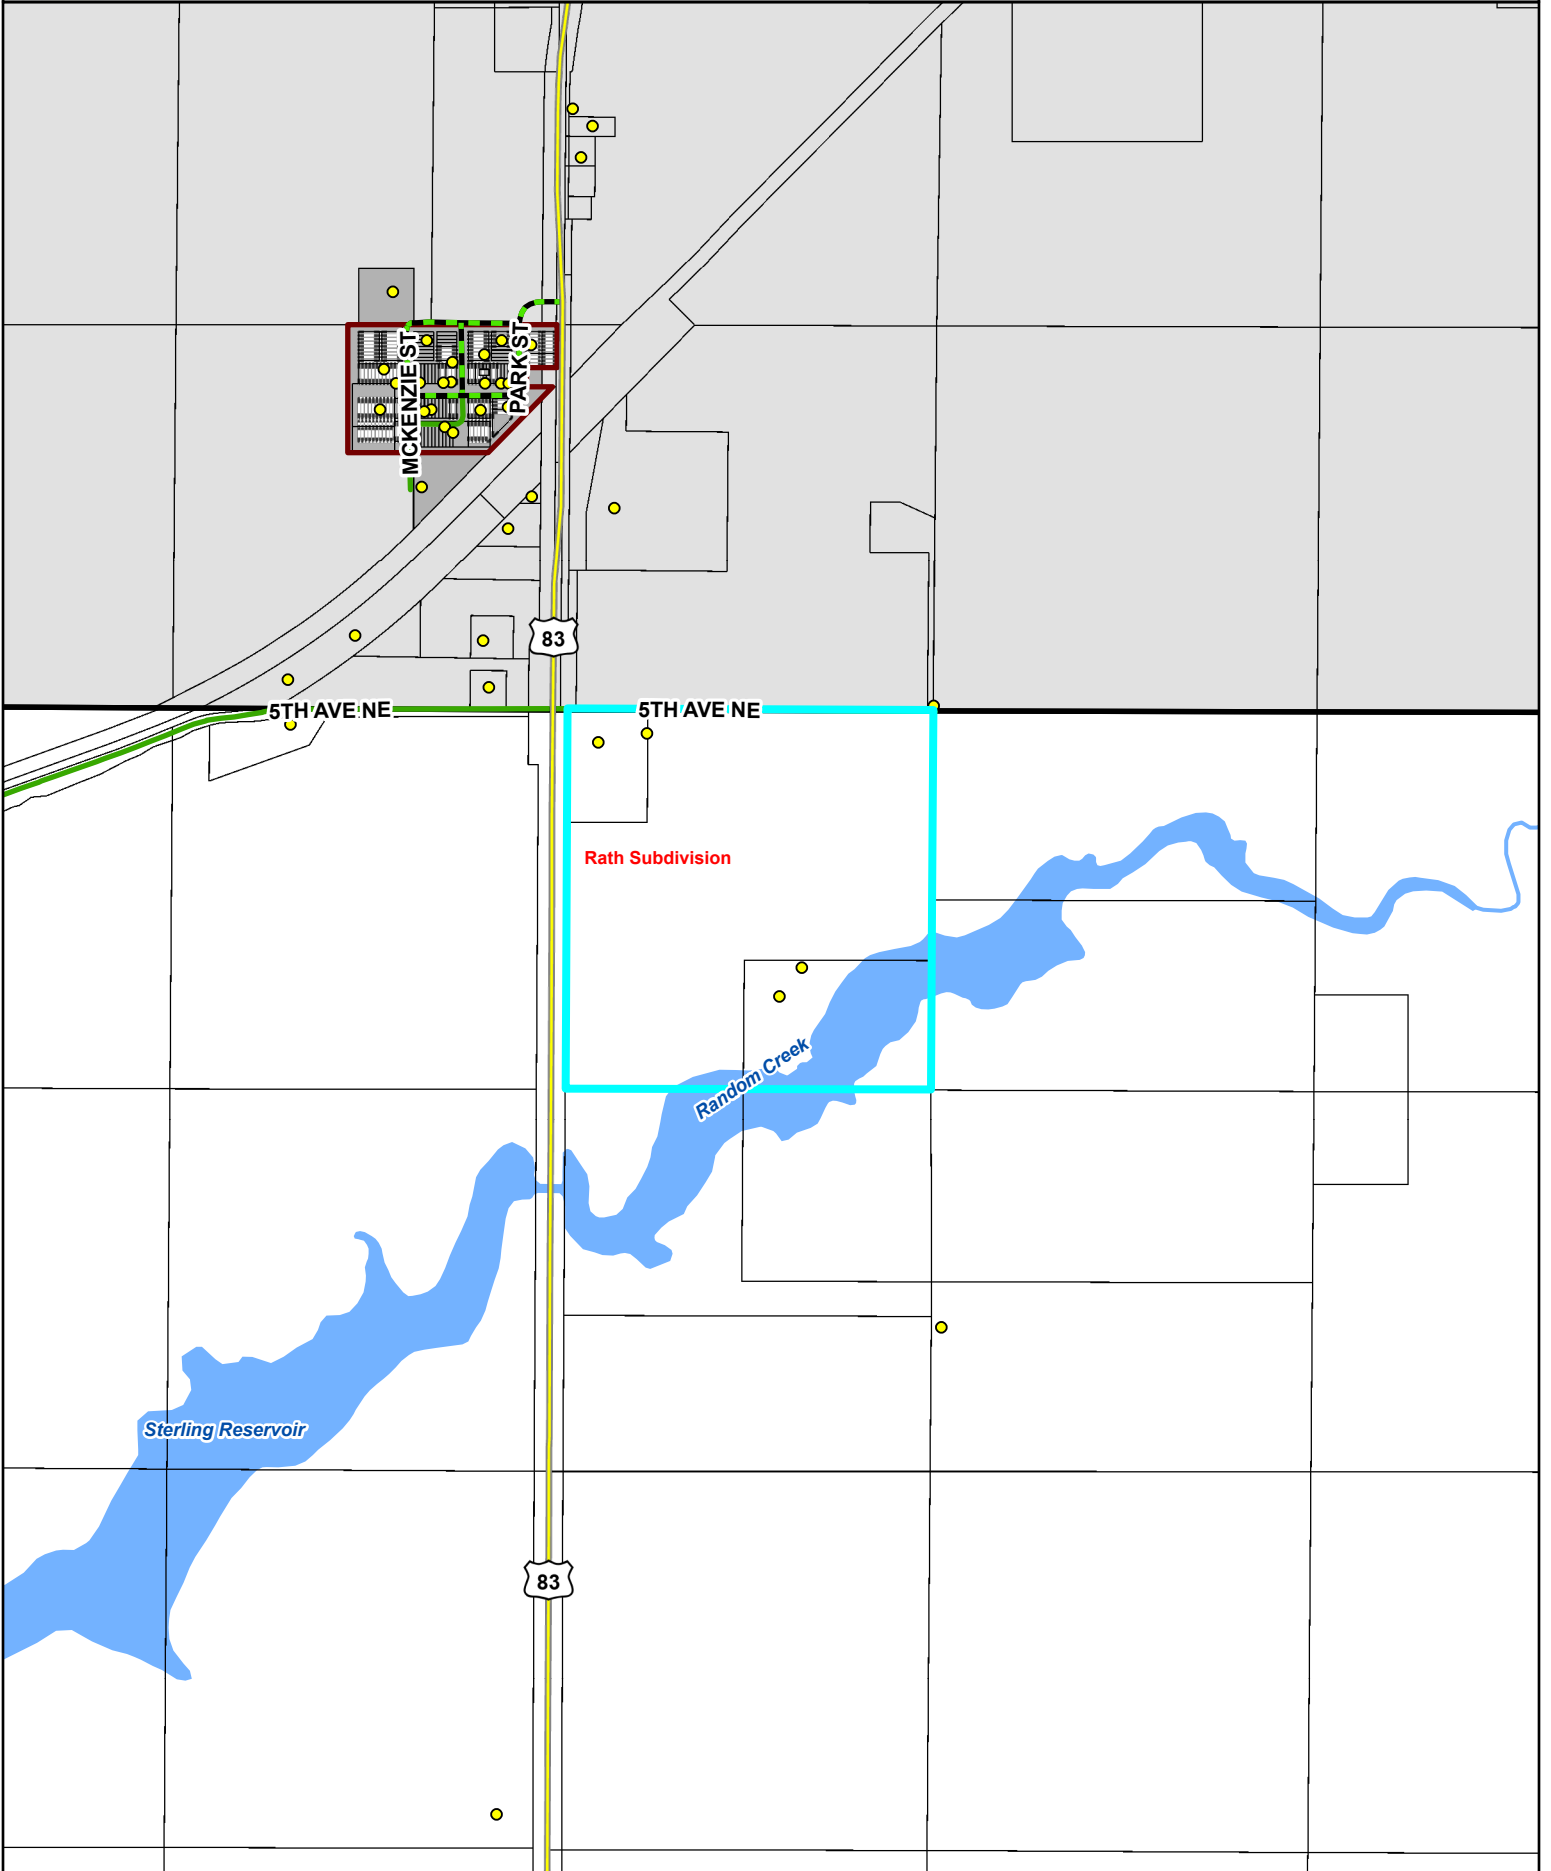 MCKENZIE ST
PARK ST
83
5TH AVE NE
5TH AVE NE
Rath Subdivision
Random Creek
Sterling Reservoir
83